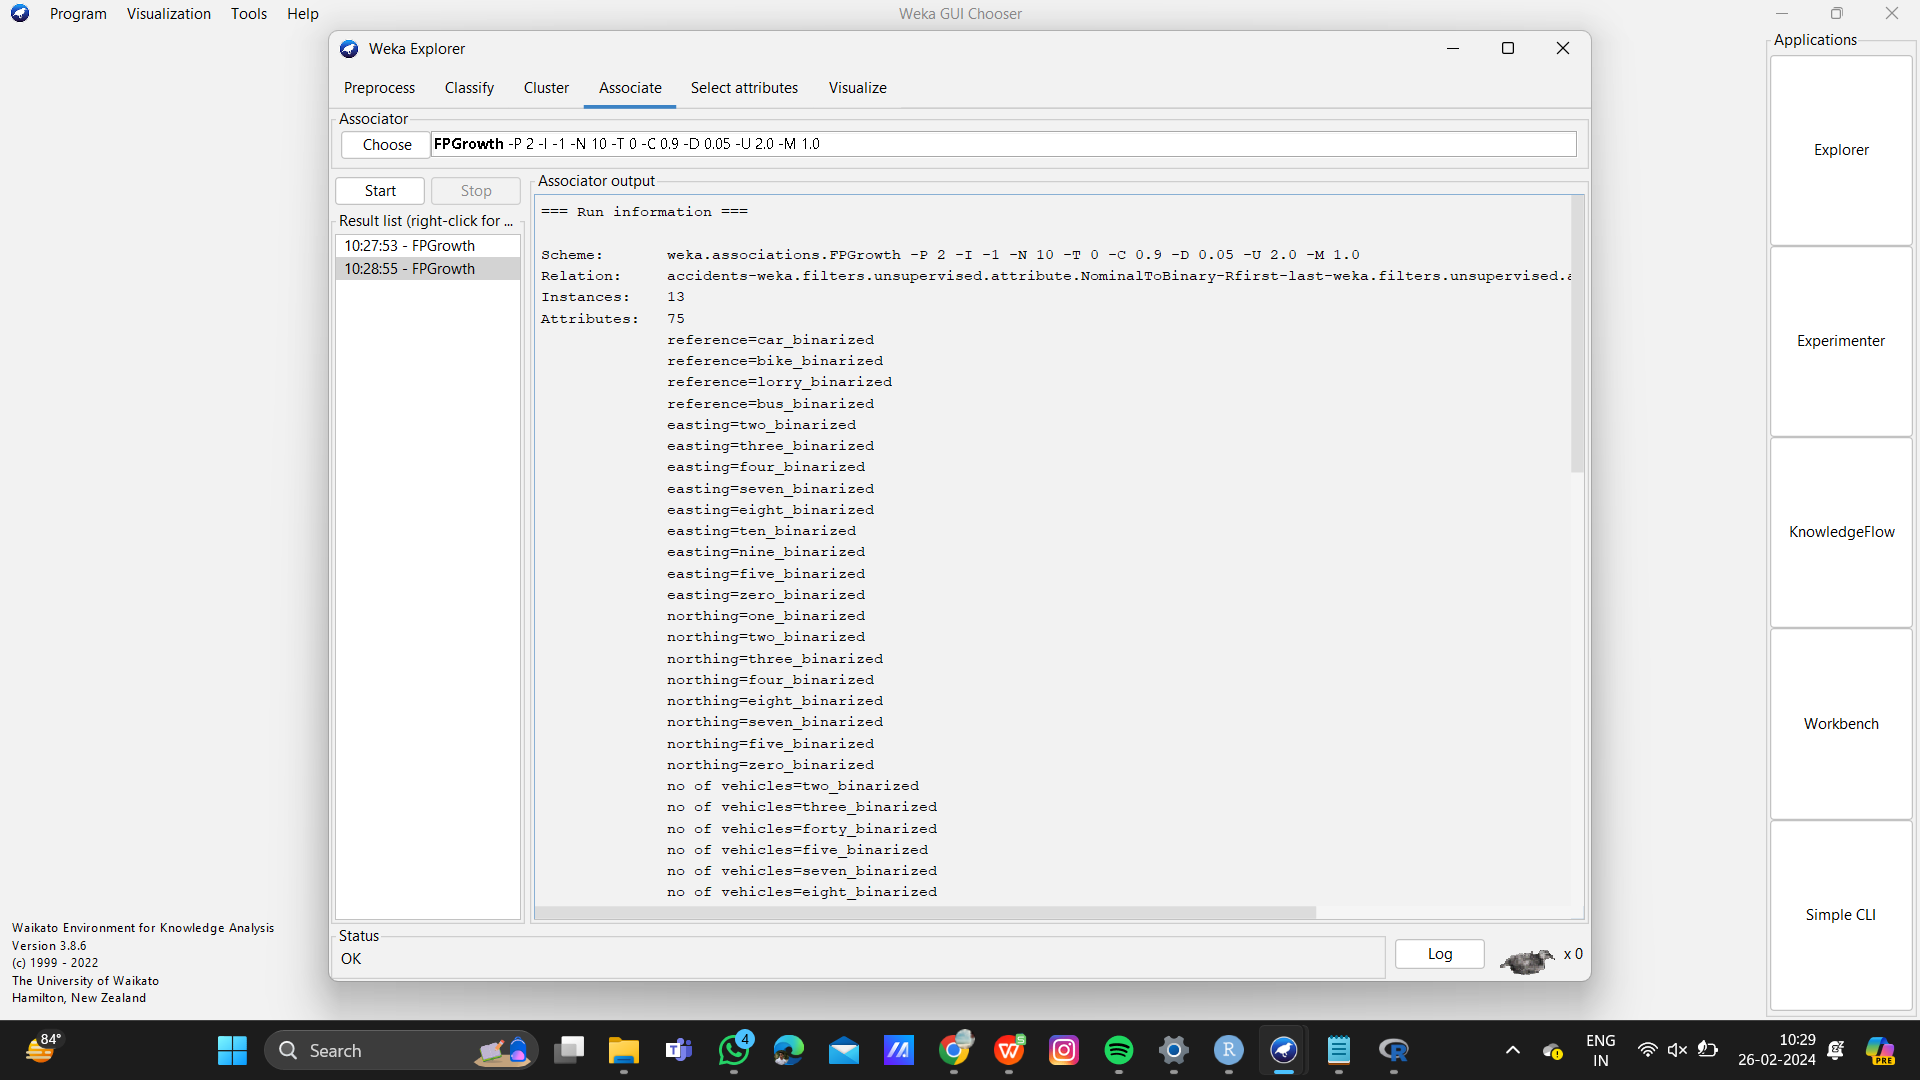 Program Visualization Tools Help
Weka GUI Chooser
Weka Explorer
Preprocess Classify Cluster Associate Select attributes Visualize
Associator
Choose FPGrowth -P 2 -I -1 -N 10 -T 0 -C 0.9 -D 0.05 -U 2.0 -M 1.0
Start Stop
Result list (right-click for ...
10:27:53 - FPGrowth
10:28:55 - FPGrowth
Associator output
=== Run information ===
Scheme: weka.associations.FPGrowth -P 2 -I -1 -N 10 -T 0 -C 0.9 -D 0.05 -U 2.0 -M 1.0
Relation: accidents-weka.filters.unsupervised.attribute.NominalToBinary-Rfirst-last-weka.filters.unsupervised.a
Instances: 13
Attributes: 75
reference=car_binarized
reference=bike_binarized
reference=lorry_binarized
reference=bus_binarized
easting=two_binarized
easting=three_binarized
easting=four_binarized
easting=seven_binarized
easting=eight_binarized
easting=ten_binarized
easting=nine_binarized
easting=five_binarized
easting=zero_binarized
northing=one_binarized
northing=two_binarized
northing=three_binarized
northing=four_binarized
northing=eight_binarized
northing=seven_binarized
northing=five_binarized
northing=zero_binarized
no of vehicles=two_binarized
no of vehicles=three_binarized
no of vehicles=forty_binarized
no of vehicles=five_binarized
no of vehicles=seven_binarized
no of vehicles=eight_binarized
Status
OK
Log
x 0
Applications
Explorer
Experimenter
KnowledgeFlow
Workbench
Simple CLI
Waikato Environment for Knowledge Analysis
Version 3.8.6
(c) 1999 - 2022
The University of Waikato
Hamilton, New Zealand
84°
Search
4
ENG
IN
10:29
26-02-2024
PRE